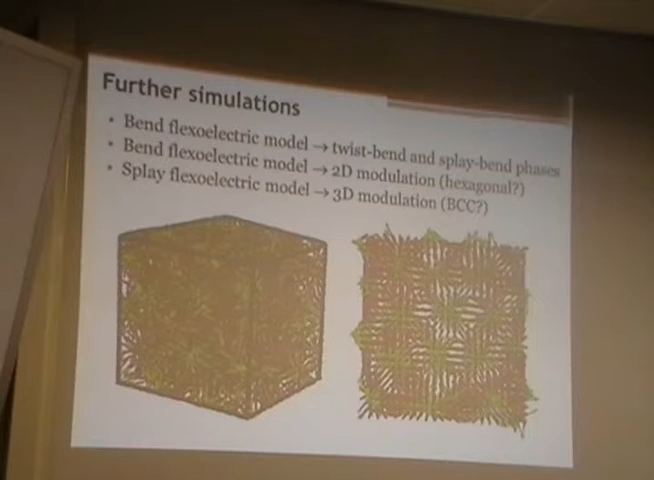 Further simulations
• Bend flexoelectric model → twist-bend and splay-bend phases
• Bend flexoelectric model → 2D modulation (hexagonal?)
• Splay flexoelectric model → 3D modulation (BCC?)